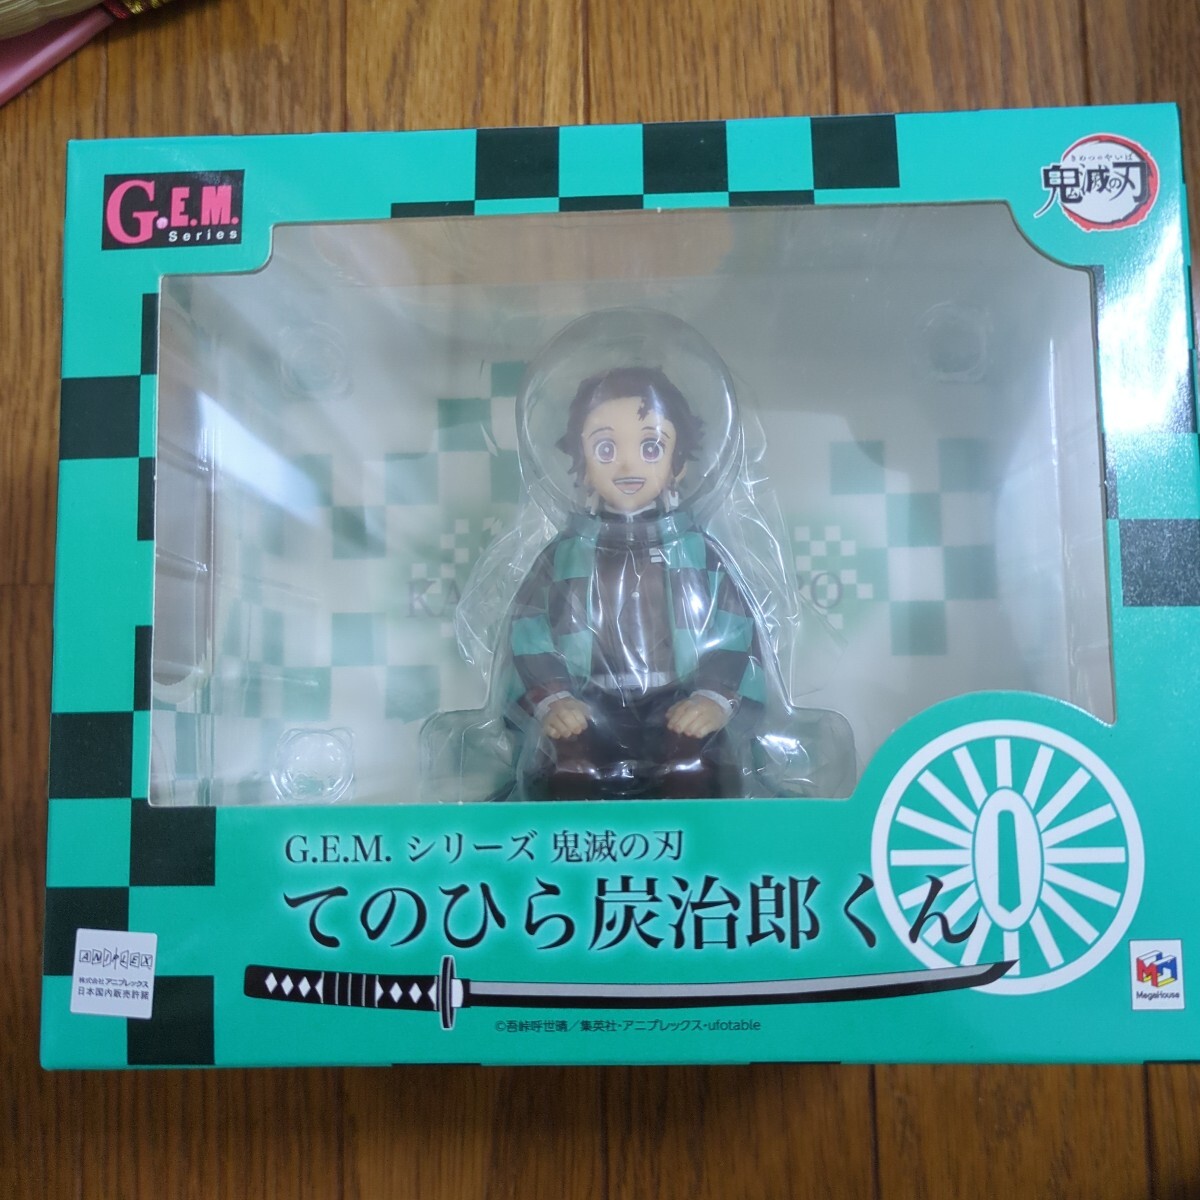 G.E.M.
Series
きめつのやいば
鬼滅の刃
G.E.M. シリーズ 鬼滅の刃
てのひら炭治郎くん
ANIPLEX
株式会社アニプレックス
日本国内販売許諾
MegaHouse
©吾峠呼世晴／集英社・アニプレックス・ufotable